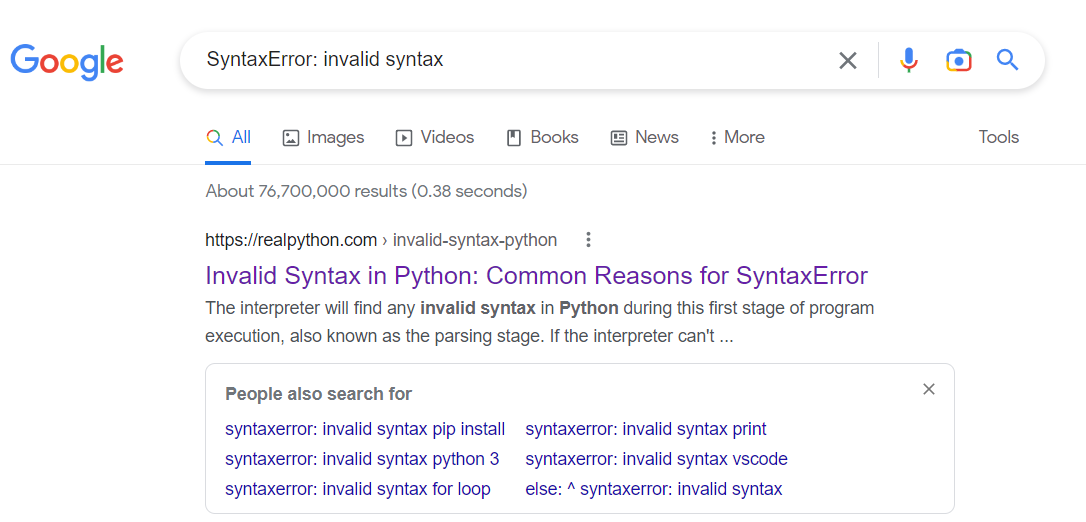 Google
SyntaxError: invalid syntax
All Images Videos Books News More Tools
About 76,700,000 results (0.38 seconds)
https://realpython.com › invalid-syntax-python
Invalid Syntax in Python: Common Reasons for SyntaxError
The interpreter will find any invalid syntax in Python during this first stage of program
execution, also known as the parsing stage. If the interpreter can't ...
People also search for
syntaxerror: invalid syntax pip install syntaxerror: invalid syntax print
syntaxerror: invalid syntax python 3 syntaxerror: invalid syntax vscode
syntaxerror: invalid syntax for loop else: ^ syntaxerror: invalid syntax